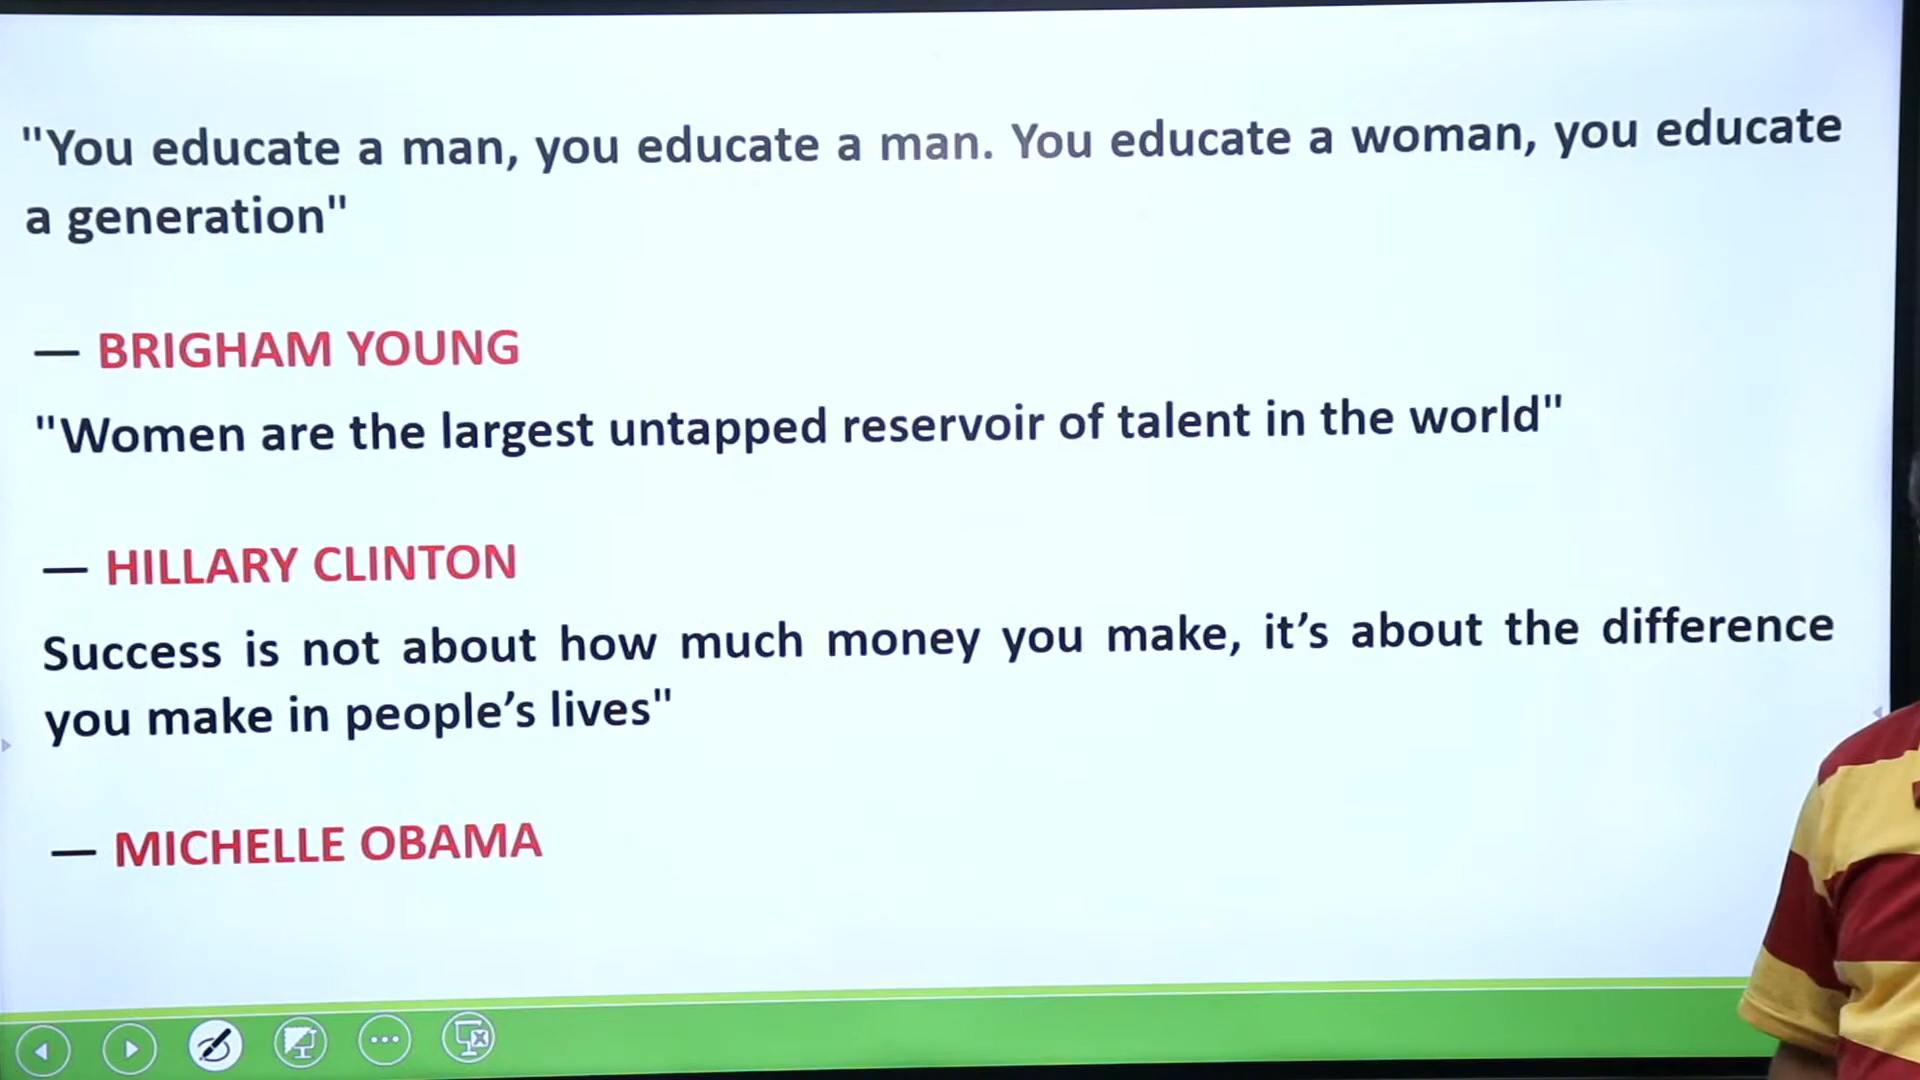 "You educate a man, you educate a man. You educate a woman, you educate
a generation"
— BRIGHAM YOUNG
"Women are the largest untapped reservoir of talent in the world"
— HILLARY CLINTON
Success is not about how much money you make, it’s about the difference
you make in people’s lives"
— MICHELLE OBAMA